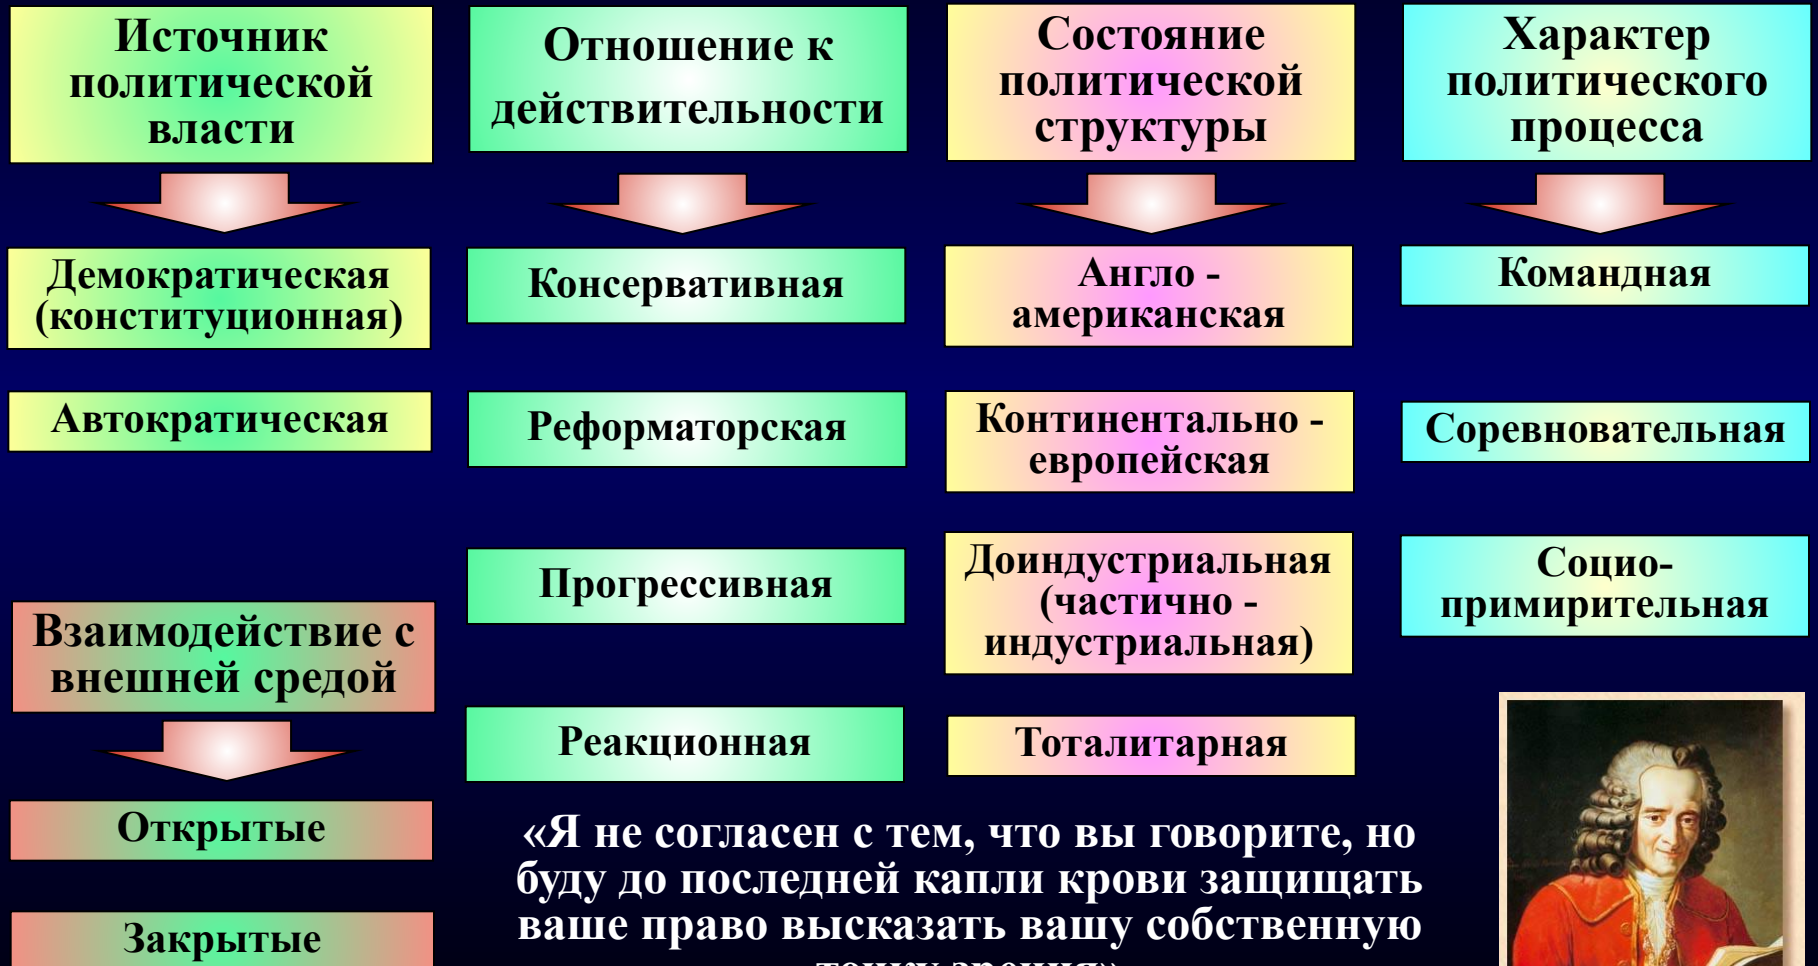 Источник
политической
власти
Демократическая
(конституционная)
Автократическая
Взаимодействие с
внешней средой
Открытые
Закрытые
Отношение к
действительности
Консервативная
Реформаторская
Прогрессивная
Реакционная
Состояние
политической
структуры
Англо -
американская
Континентально -
европейская
Доиндустриальная
(частично -
индустриальная)
Тоталитарная
Характер
политического
процесса
Командная
Соревновательная
Социо-
примирительная
«Я не согласен с тем, что вы говорите, но
буду до последней капли крови защищать
ваше право высказать вашу собственную
точку зрения»